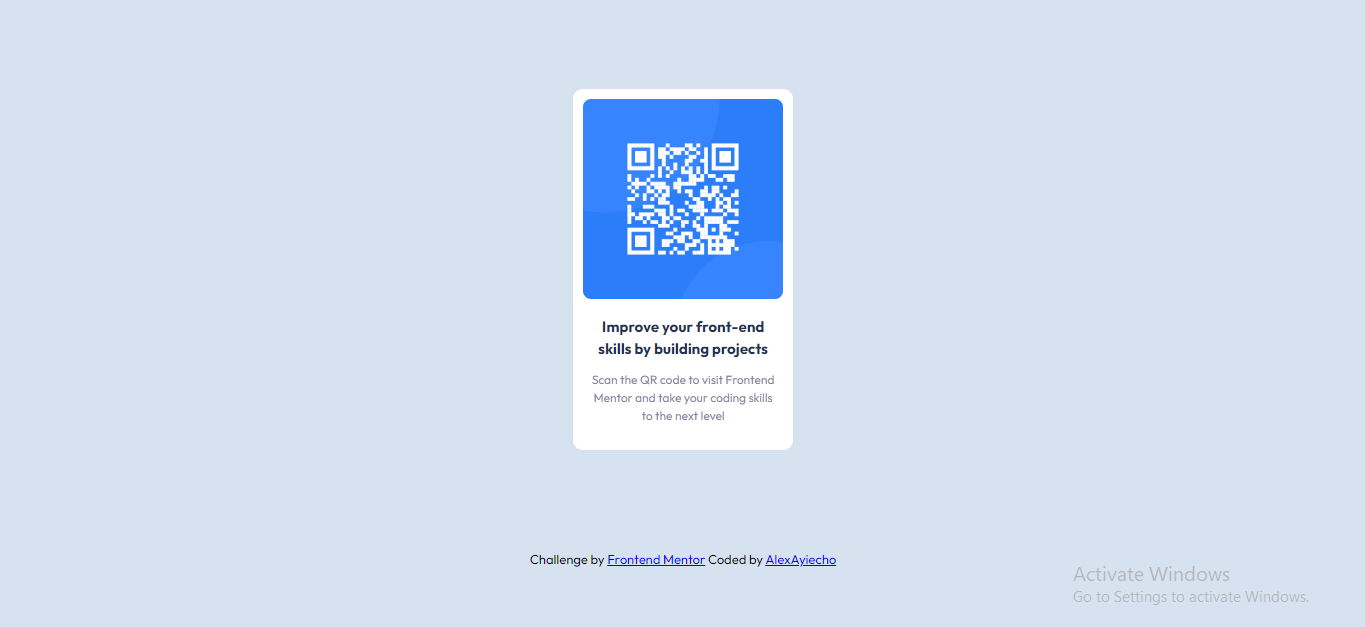 Improve your front-end
skills by building projects
Scan the QR code to visit Frontend
Mentor and take your coding skills
to the next level
Challenge by Frontend Mentor Coded by AlexAyiecho
Activate Windows
Go to Settings to activate Windows.